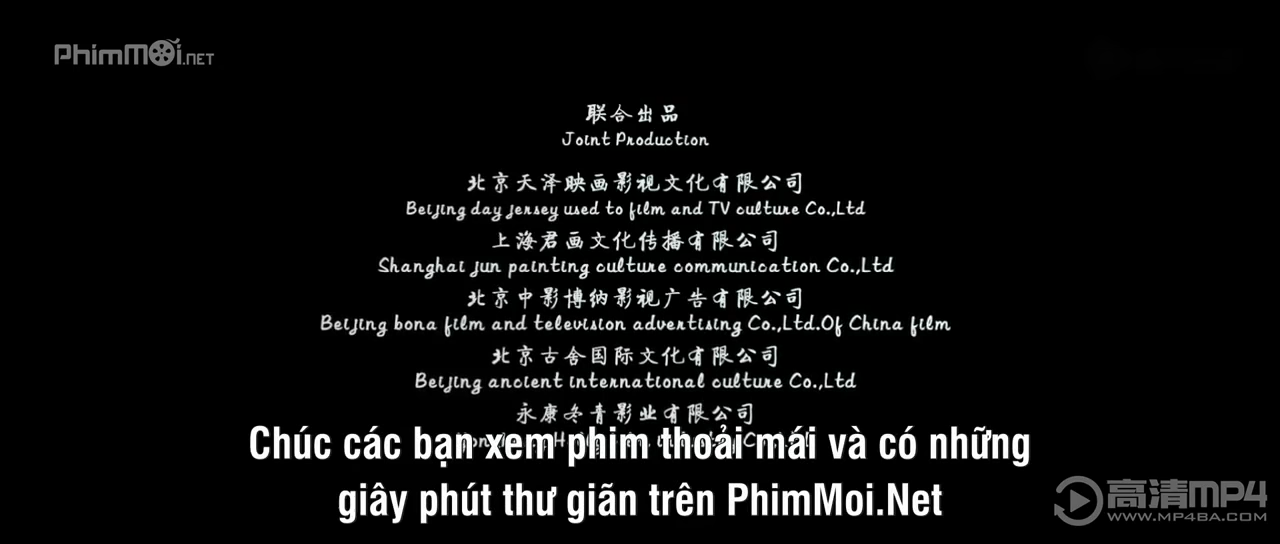 PhimMoi.NET
联合出品
Joint Production
北京天泽映画影视文化有限公司
Beijing day jersey used to film and TV culture Co.,Ltd
上海君画文化传播有限公司
Shanghai jun painting culture communication Co.,Ltd
北京中影博纳影视广告有限公司
Beijing bona film and television advertising Co.,Ltd.Of China film
北京古舍国际文化有限公司
Beijing ancient international culture Co.,Ltd
永康冬青影业有限公司
Chúc các bạn xem phim thoải mái và có những
giây phút thư giãn trên PhimMoi.Net
高清MP4
WWW.MP4BA.COM